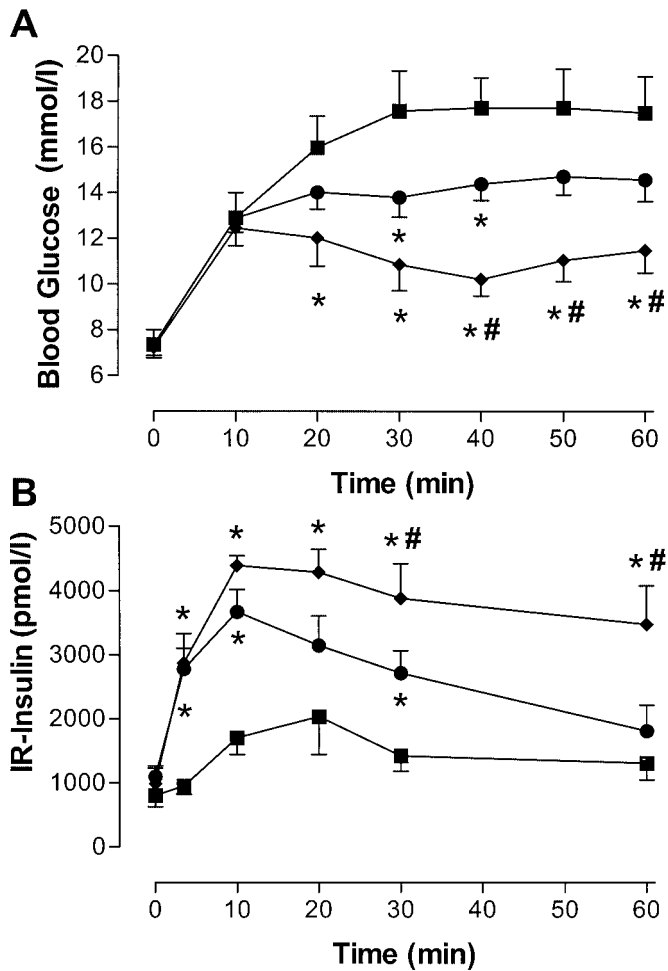 A
Blood Glucose (mmol/l)
20
18
16
14
12
10
8
6
* *
* * *# *# *#
0 10 20 30 40 50 60
Time (min)
B
IR-Insulin (pmol/l)
5000
4000
3000
2000
1000
0
* * * *# *#
* * *
0 10 20 30 40 50 60
Time (min)